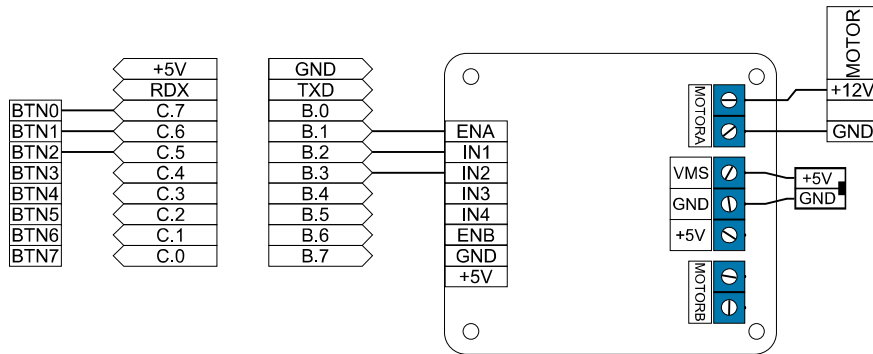 BTN0
BTN1
BTN2
BTN3
BTN4
BTN5
BTN6
BTN7
+5V
RDX
C.7
C.6
C.5
C.4
C.3
C.2
C.1
C.0
GND
TXD
B.0
B.1
B.2
B.3
B.4
B.5
B.6
B.7
ENA
IN1
IN2
IN3
IN4
ENB
GND
+5V
MOTORA
VMS
GND
+5V
MOTORB
MOTOR
+12V
GND
+5V
GND